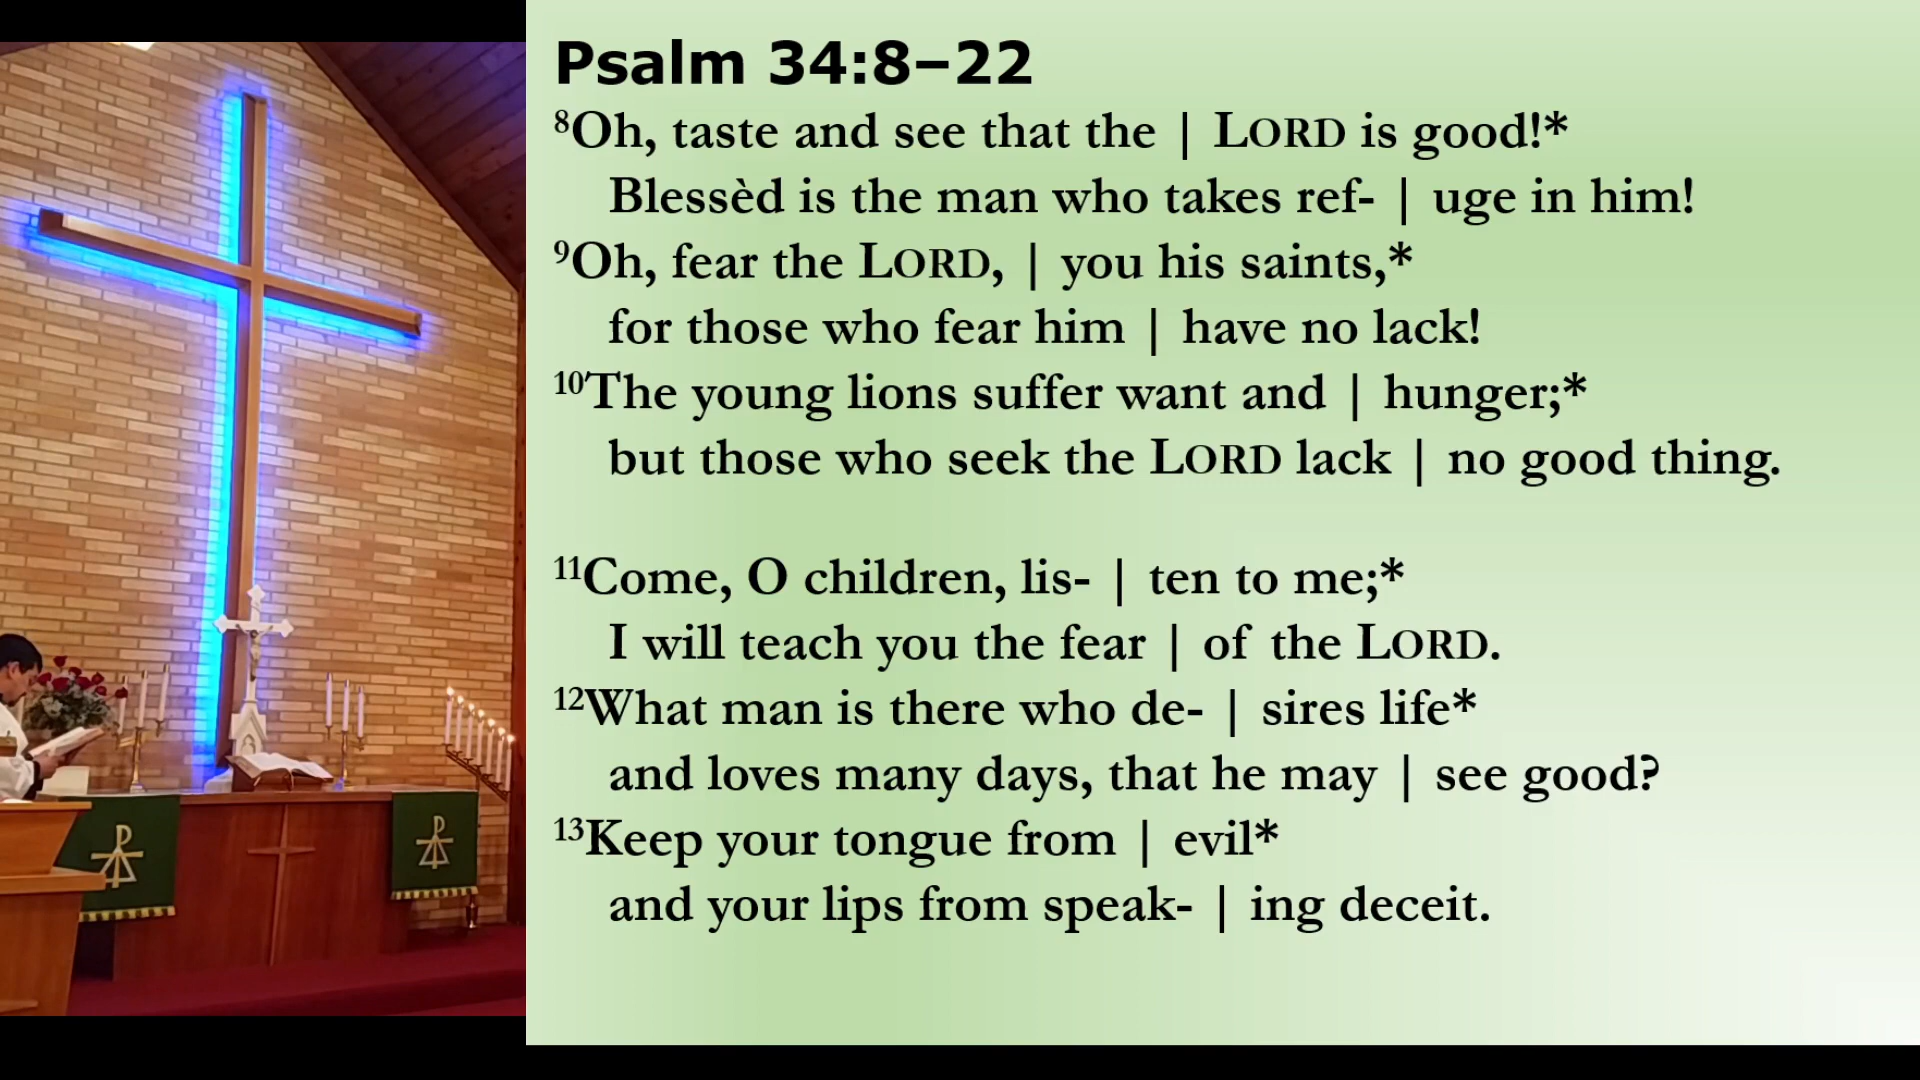 Psalm 34:8–22
⁸Oh, taste and see that the | LORD is good!*
Blessèd is the man who takes ref- | uge in him!
⁹Oh, fear the LORD, | you his saints,*
for those who fear him | have no lack!
¹⁰The young lions suffer want and | hunger;*
but those who seek the LORD lack | no good thing.
¹¹Come, O children, lis- | ten to me;*
I will teach you the fear | of the LORD.
¹²What man is there who de- | sires life*
and loves many days, that he may | see good?
¹³Keep your tongue from | evil*
and your lips from speak- | ing deceit.